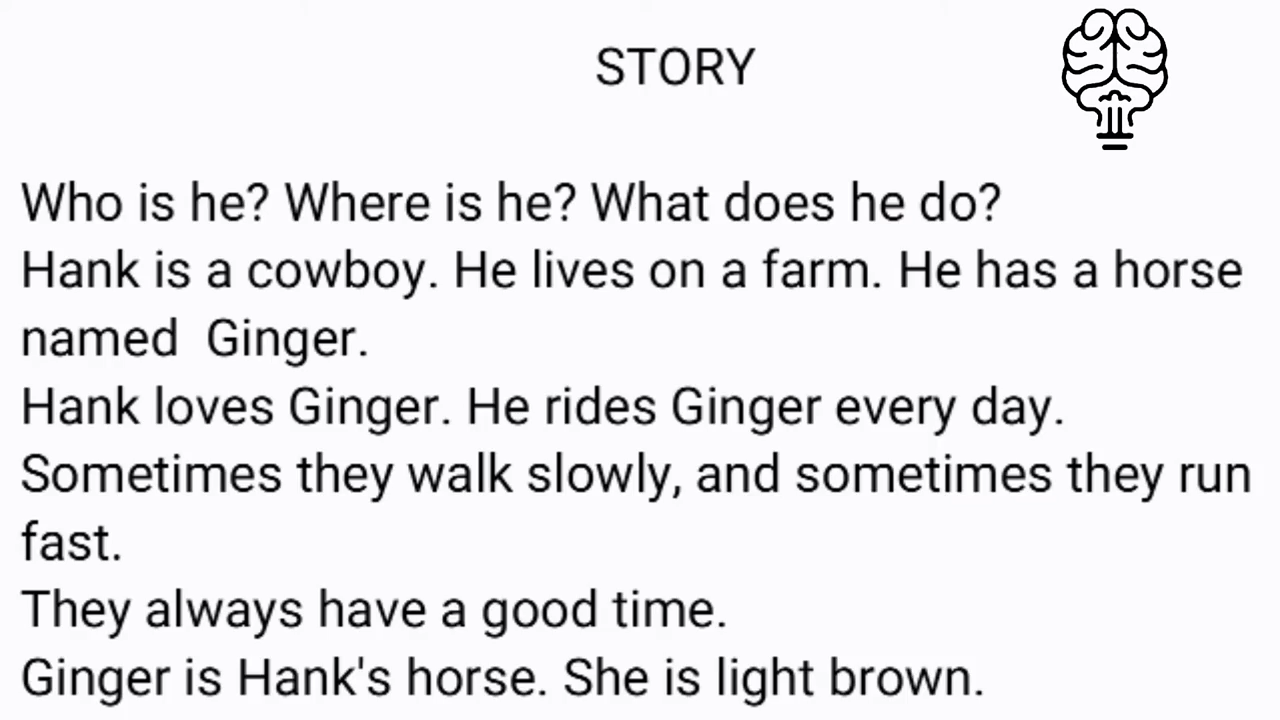 STORY
Who is he? Where is he? What does he do?
Hank is a cowboy. He lives on a farm. He has a horse
named  Ginger.
Hank loves Ginger. He rides Ginger every day.
Sometimes they walk slowly, and sometimes they run
fast.
They always have a good time.
Ginger is Hank's horse. She is light brown.